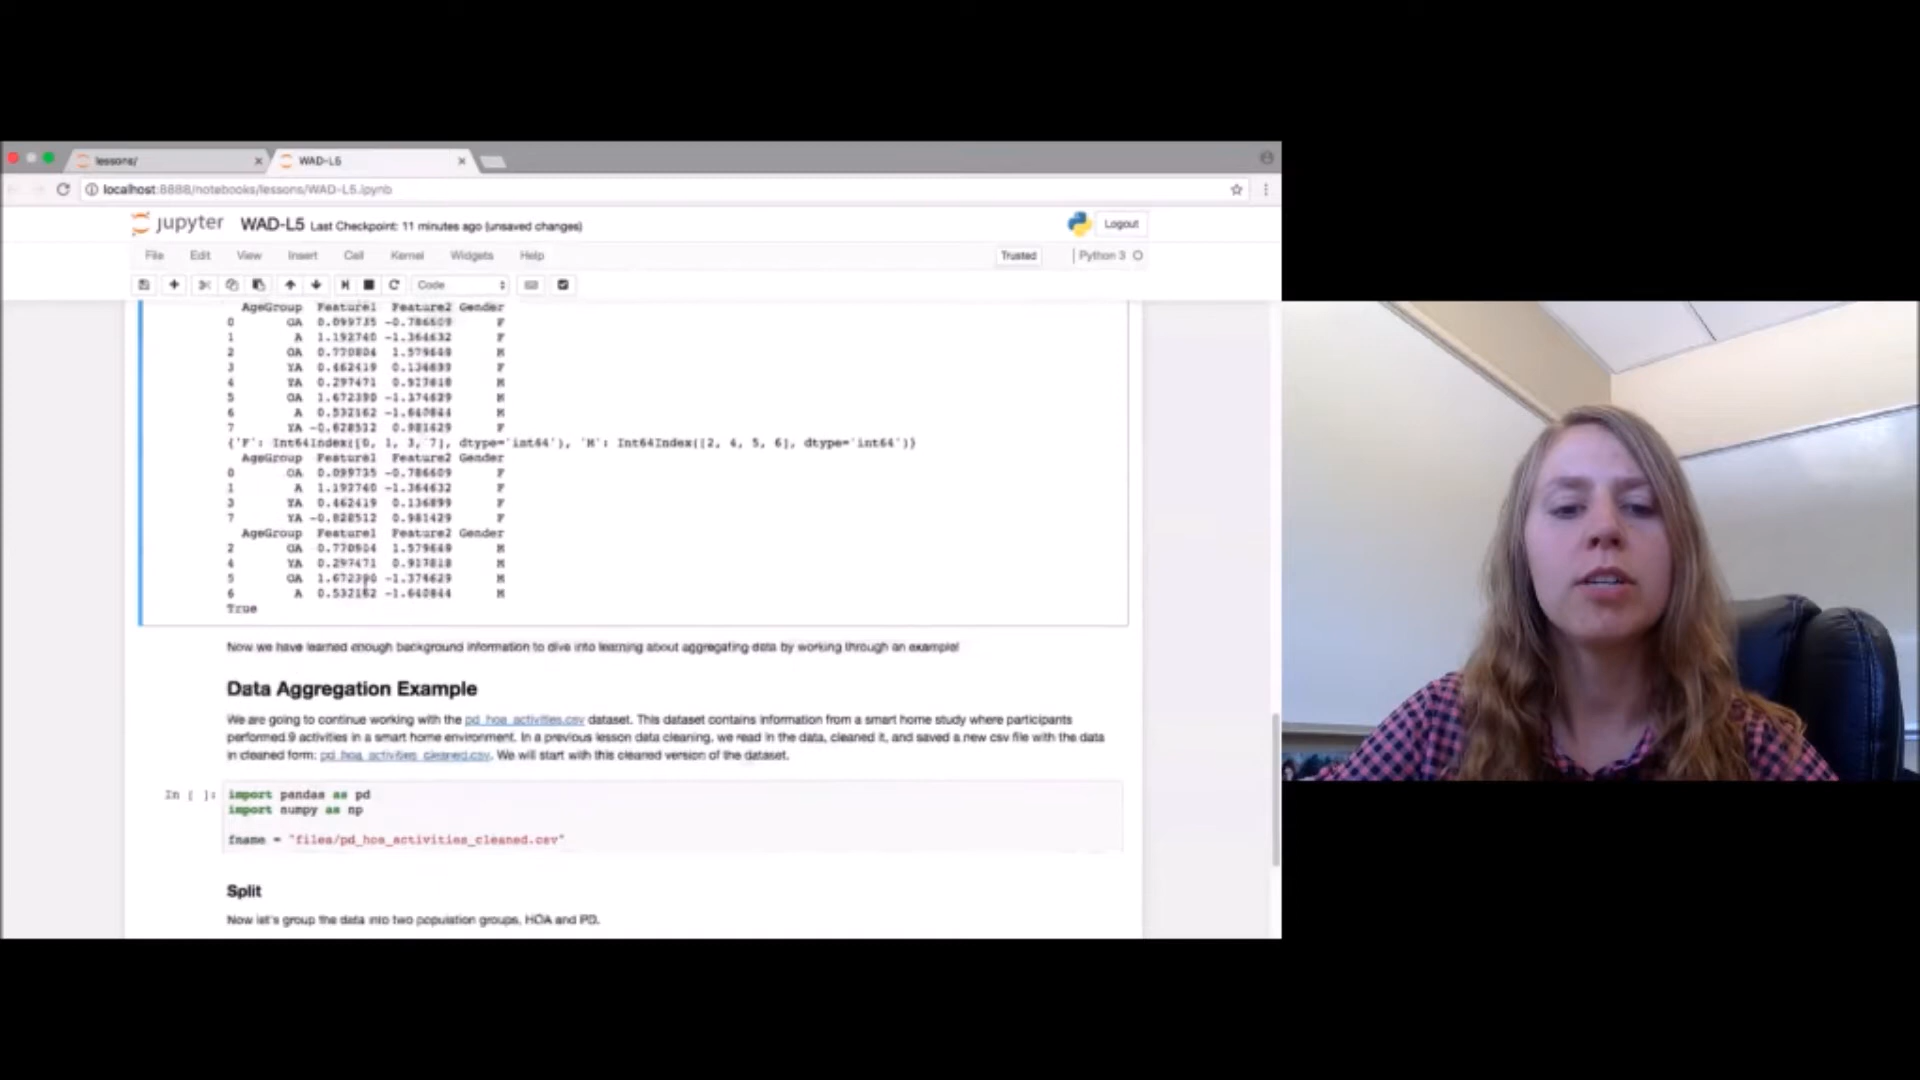 lessons/
WAD-L5
localhost:8888/notebooks/lessons/WAD-L5.ipynb
jupyter WAD-L5 Last Checkpoint: 11 minutes ago (unsaved changes)
Logout
File Edit View Insert Cell Kernel Widgets Help
Trusted
Python 3
Code
AgeGroup Feature1 Feature2 Gender
0 OA 0.099735 -0.786609 F
1 A 1.192740 -1.364632 F
2 OA 0.770804 1.579648 M
3 YA 0.462419 0.136899 F
4 YA 0.297471 0.917818 M
5 OA 1.672390 -1.374629 M
6 A 0.532162 -1.640844 M
7 YA -0.828512 0.981429 F
{'F': Int64Index([0, 1, 3, 7], dtype='int64'), 'M': Int64Index([2, 4, 5, 6], dtype='int64')}
AgeGroup Feature1 Feature2 Gender
0 OA 0.099735 -0.786609 F
1 A 1.192740 -1.364632 F
3 YA 0.462419 0.136899 F
7 YA -0.828512 0.981429 F
AgeGroup Feature1 Feature2 Gender
2 OA 0.770804 1.579648 M
4 YA 0.297471 0.917818 M
5 OA 1.672390 -1.374629 M
6 A 0.532162 -1.640844 M
True
Now we have learned enough background information to dive into learning about aggregating data by working through an example!
Data Aggregation Example
We are going to continue working with the pd_hoa_activities.csv dataset. This dataset contains information from a smart home study where participants
performed 9 activities in a smart home environment. In a previous lesson data cleaning, we read in the data, cleaned it, and saved a new csv file with the data
in cleaned form: pd_hoa_activities_cleaned.csv. We will start with this cleaned version of the dataset.
In [ ]:
import pandas as pd
import numpy as np
fname = "files/pd_hoa_activities_cleaned.csv"
Split
Now let's group the data into two population groups, HOA and PD.